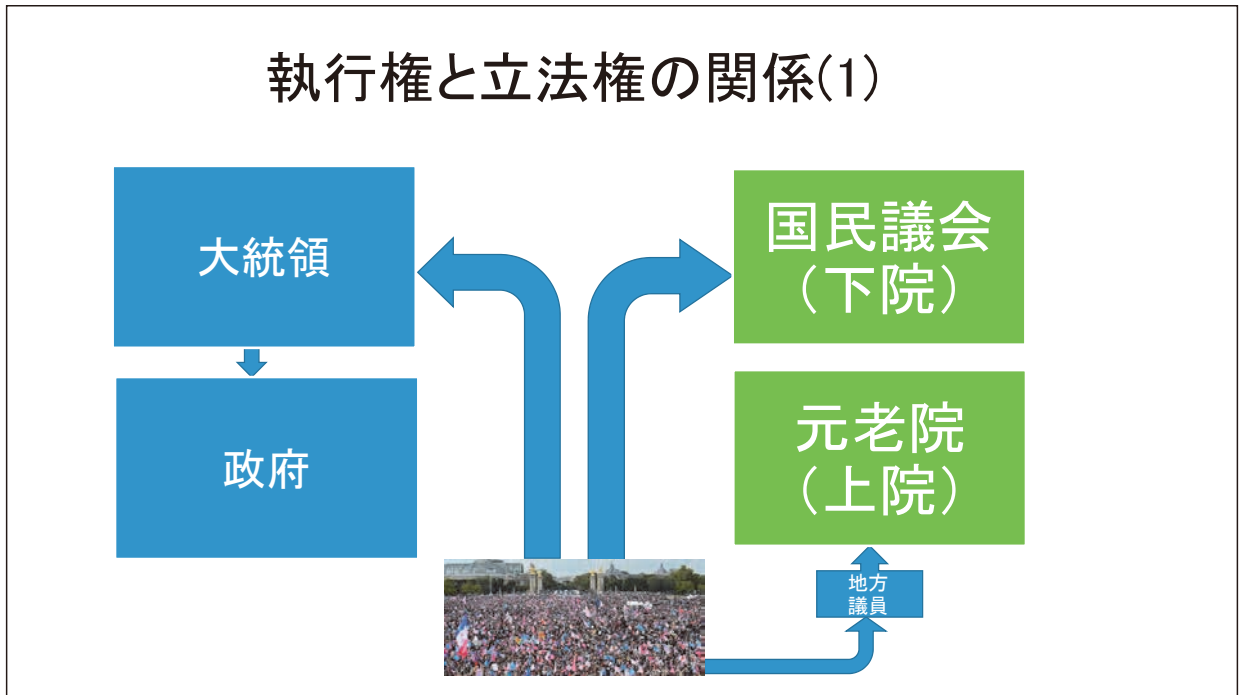 執行権と立法権の関係(1)
大統領
政府
国民議会
（下院）
元老院
（上院）
地方
議員